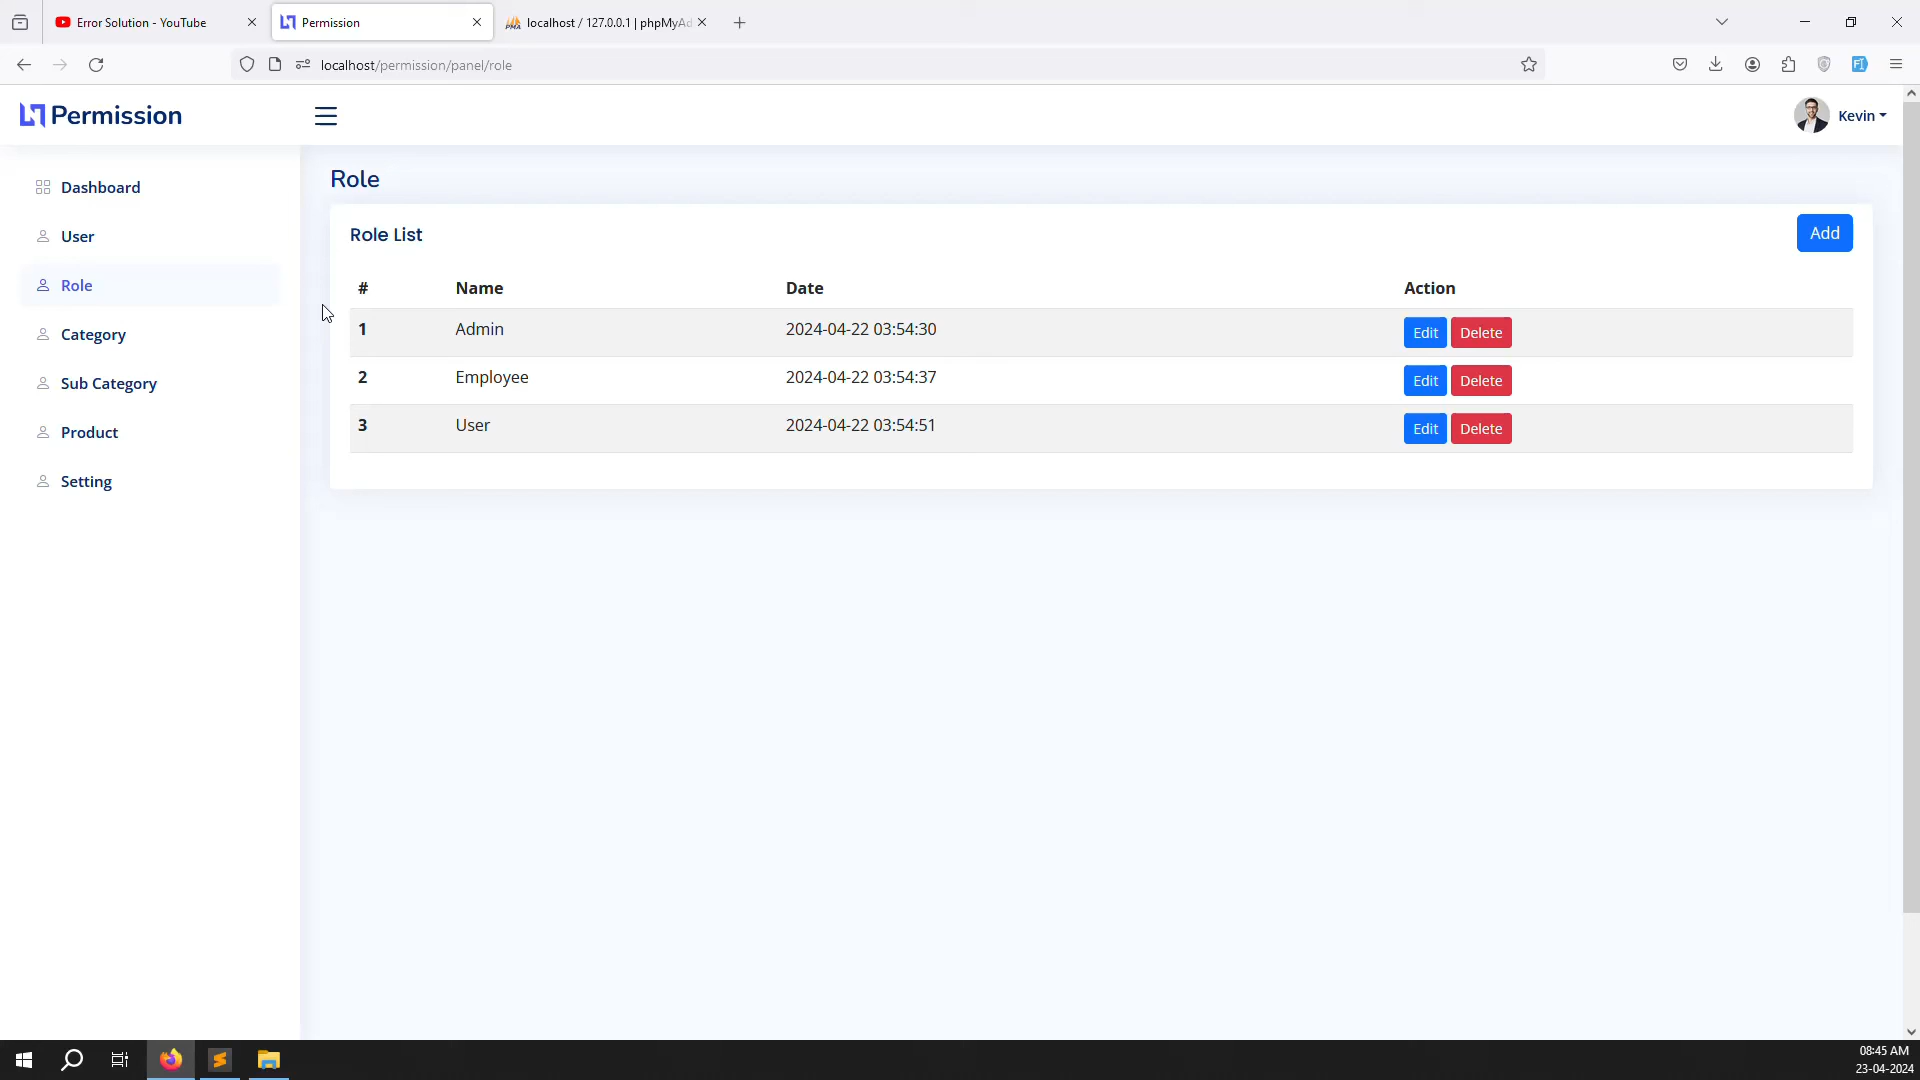 Error Solution - YouTube
Permission
localhost / 127.0.0.1 | phpMyAd
localhost/permission/panel/role
Permission
Kevin
Dashboard
User
Role
Category
Sub Category
Product
Setting
Role
Role List
Add
# Name Date Action
1 Admin 2024-04-22 03:54:30 Edit Delete
2 Employee 2024-04-22 03:54:37 Edit Delete
3 User 2024-04-22 03:54:51 Edit Delete
08:45 AM
23-04-2024